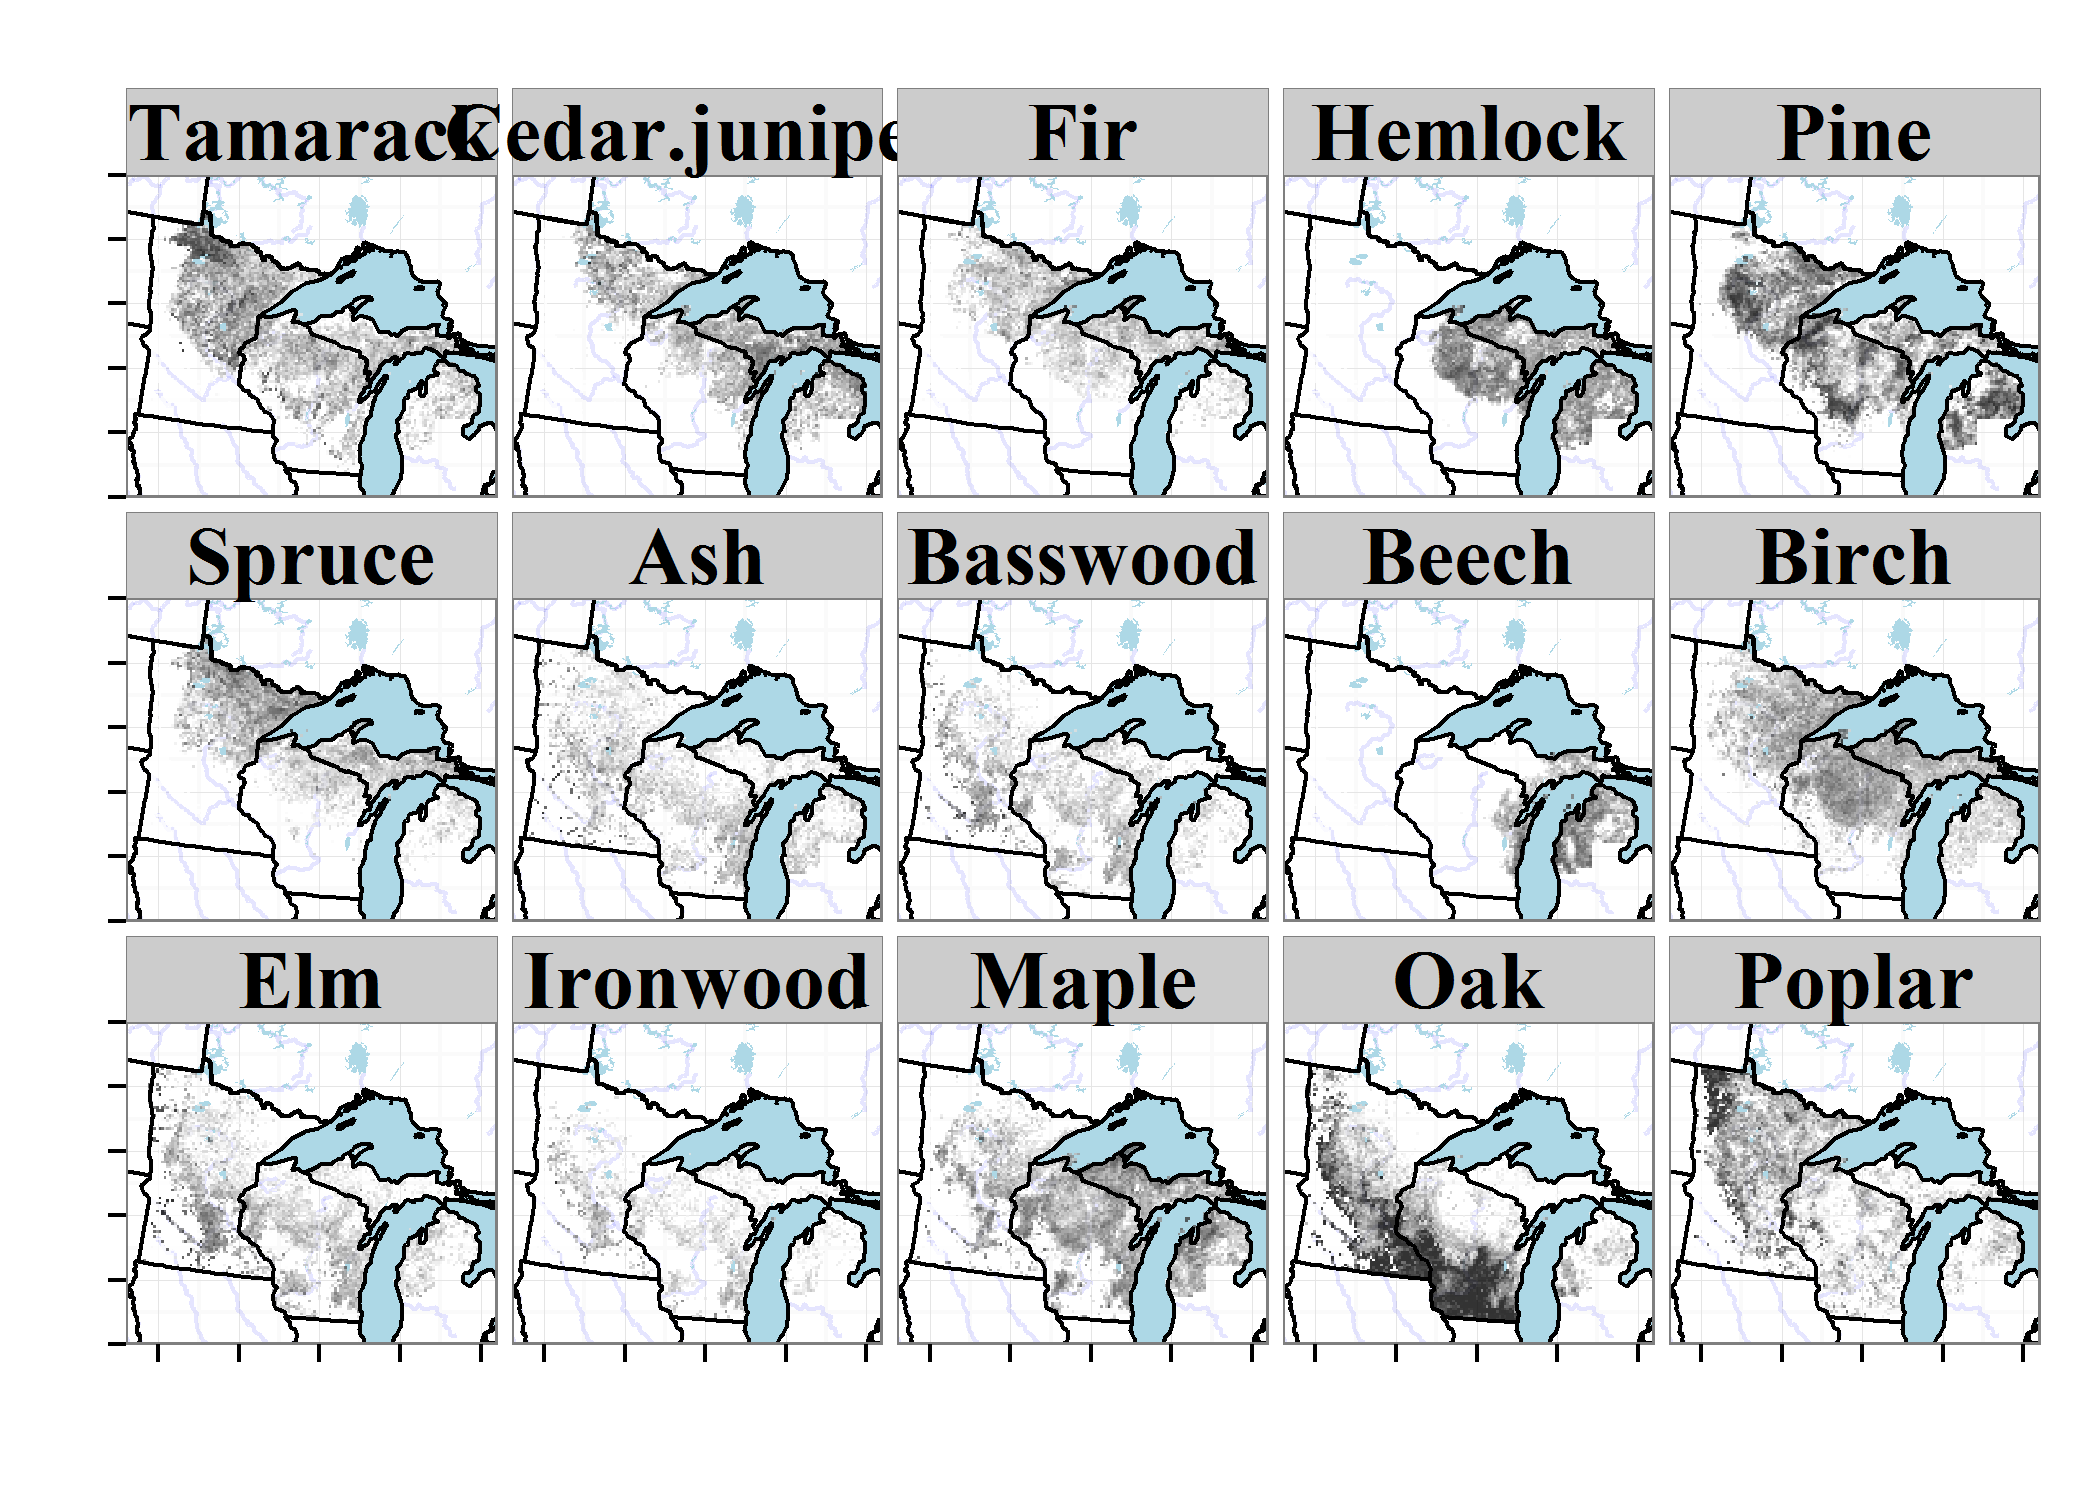 Tamarack
Cedar.junipe
Fir
Hemlock
Pine
Spruce
Ash
Basswood
Beech
Birch
Elm
Ironwood
Maple
Oak
Poplar